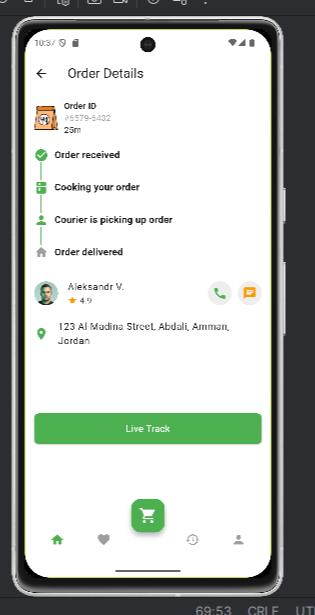 10:37
Order Details
Order ID
#6579-6432
25m
Order received
Cooking your order
Courier is picking up order
Order delivered
Aleksandr V.
4.9
123 Al Madina Street, Abdali, Amman,
Jordan
Live Track
69:53 CRLF UT